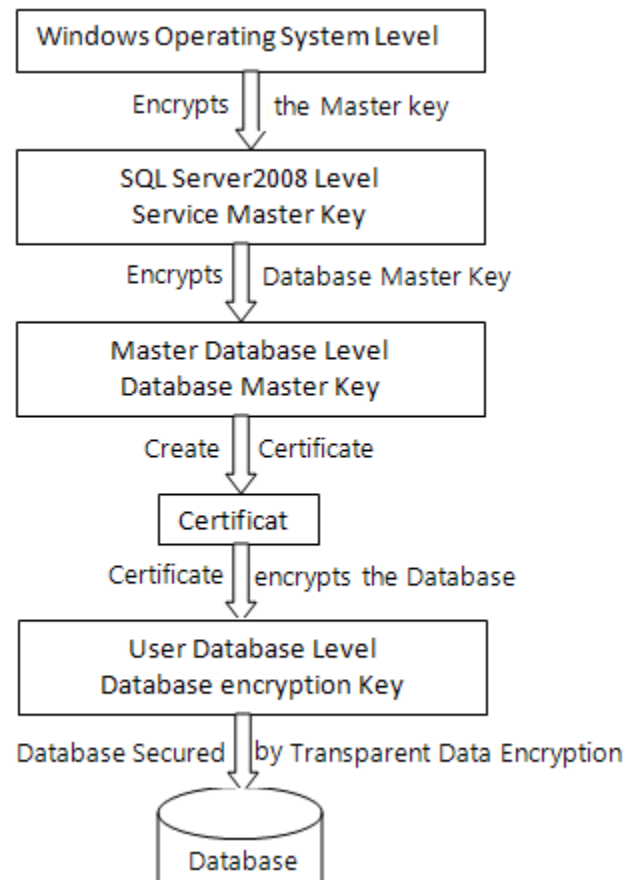 Windows Operating System Level
Encrypts the Master key
SQL Server2008 Level
Service Master Key
Encrypts Database Master Key
Master Database Level
Database Master Key
Create Certificate
Certificat
Certificate encrypts the Database
User Database Level
Database encryption Key
Database Secured by Transparent Data Encryption
Database